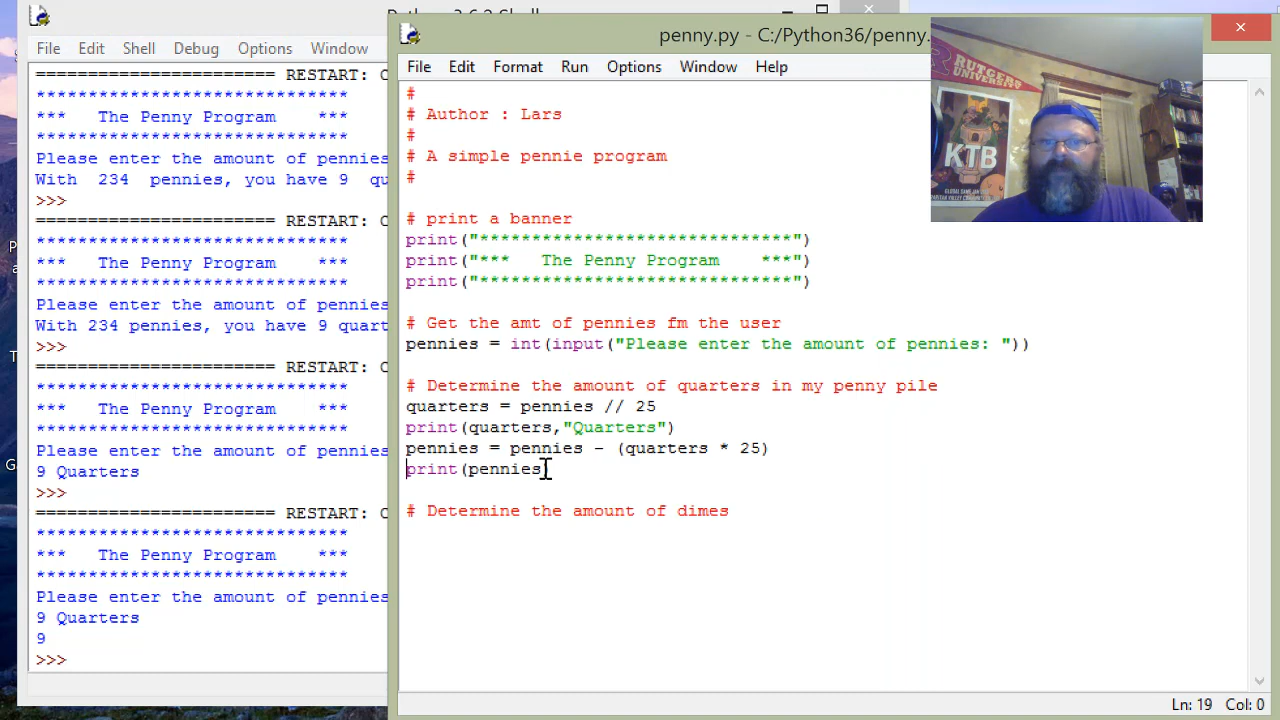 Python 3.6.2 Shell
File Edit Shell Debug Options Window
======================= RESTART: C
******************************
*** The Penny Program ***
******************************
Please enter the amount of pennies
With 234 pennies, you have 9 qu
>>>
======================= RESTART: C
******************************
*** The Penny Program ***
******************************
Please enter the amount of pennies
With 234 pennies, you have 9 quart
>>>
======================= RESTART: C
******************************
*** The Penny Program ***
******************************
Please enter the amount of pennies
9 Quarters
>>>
======================= RESTART: C
******************************
*** The Penny Program ***
******************************
Please enter the amount of pennies
9 Quarters
9
>>>
penny.py - C:/Python36/penny.
File Edit Format Run Options Window Help
#
# Author : Lars
#
# A simple pennie program
#
# print a banner
print("******************************")
print("*** The Penny Program ***")
print("******************************")
# Get the amt of pennies fm the user
pennies = int(input("Please enter the amount of pennies: "))
# Determine the amount of quarters in my penny pile
quarters = pennies // 25
print(quarters,"Quarters")
pennies = pennies - (quarters * 25)
print(pennies)
# Determine the amount of dimes
Ln: 19 Col: 0
RUTGERS
UNIVERSITY
KTB